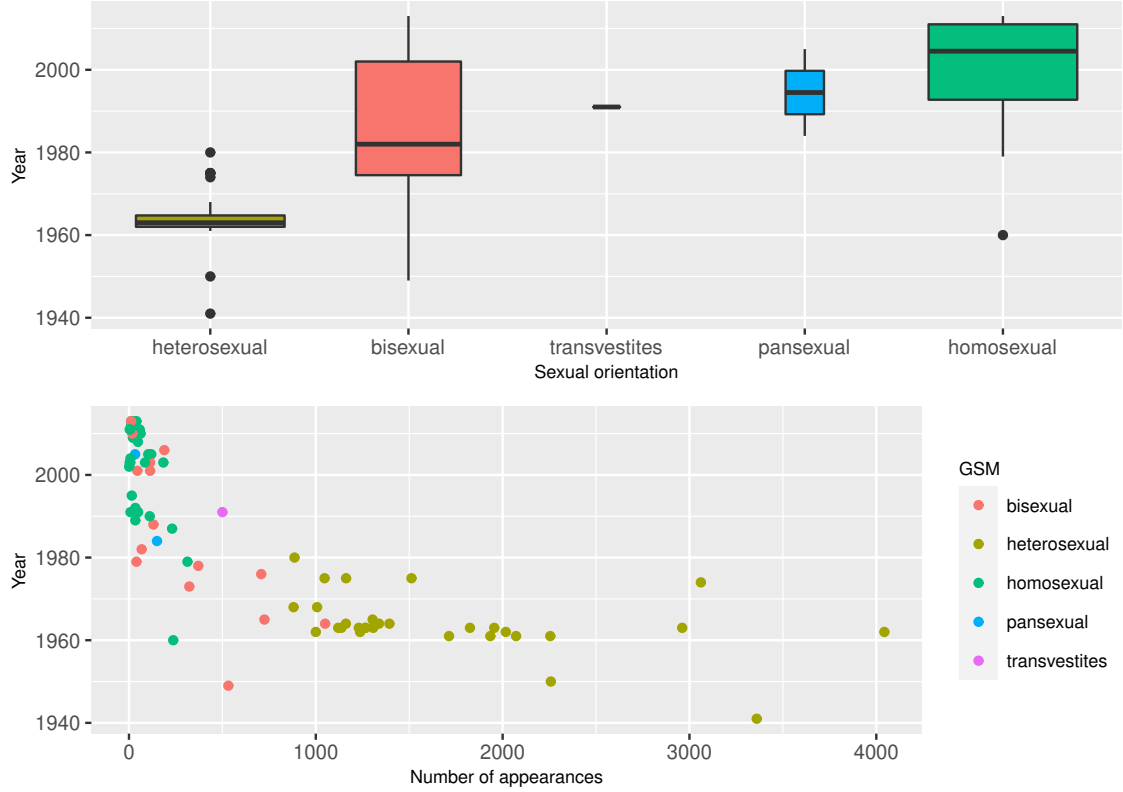 2000
1980
1960
1940
Year
heterosexual bisexual transvestites pansexual homosexual
Sexual orientation
2000
1980
1960
1940
Year
0 1000 2000 3000 4000
Number of appearances
GSM
bisexual
heterosexual
homosexual
pansexual
transvestites